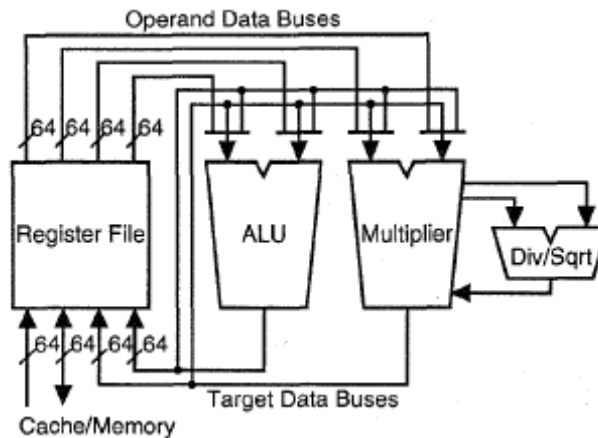 Operand Data Buses
64 64 64 64
Register File
ALU
Multiplier
Div/Sqrt
64 64 64 64
Target Data Buses
Cache/Memory